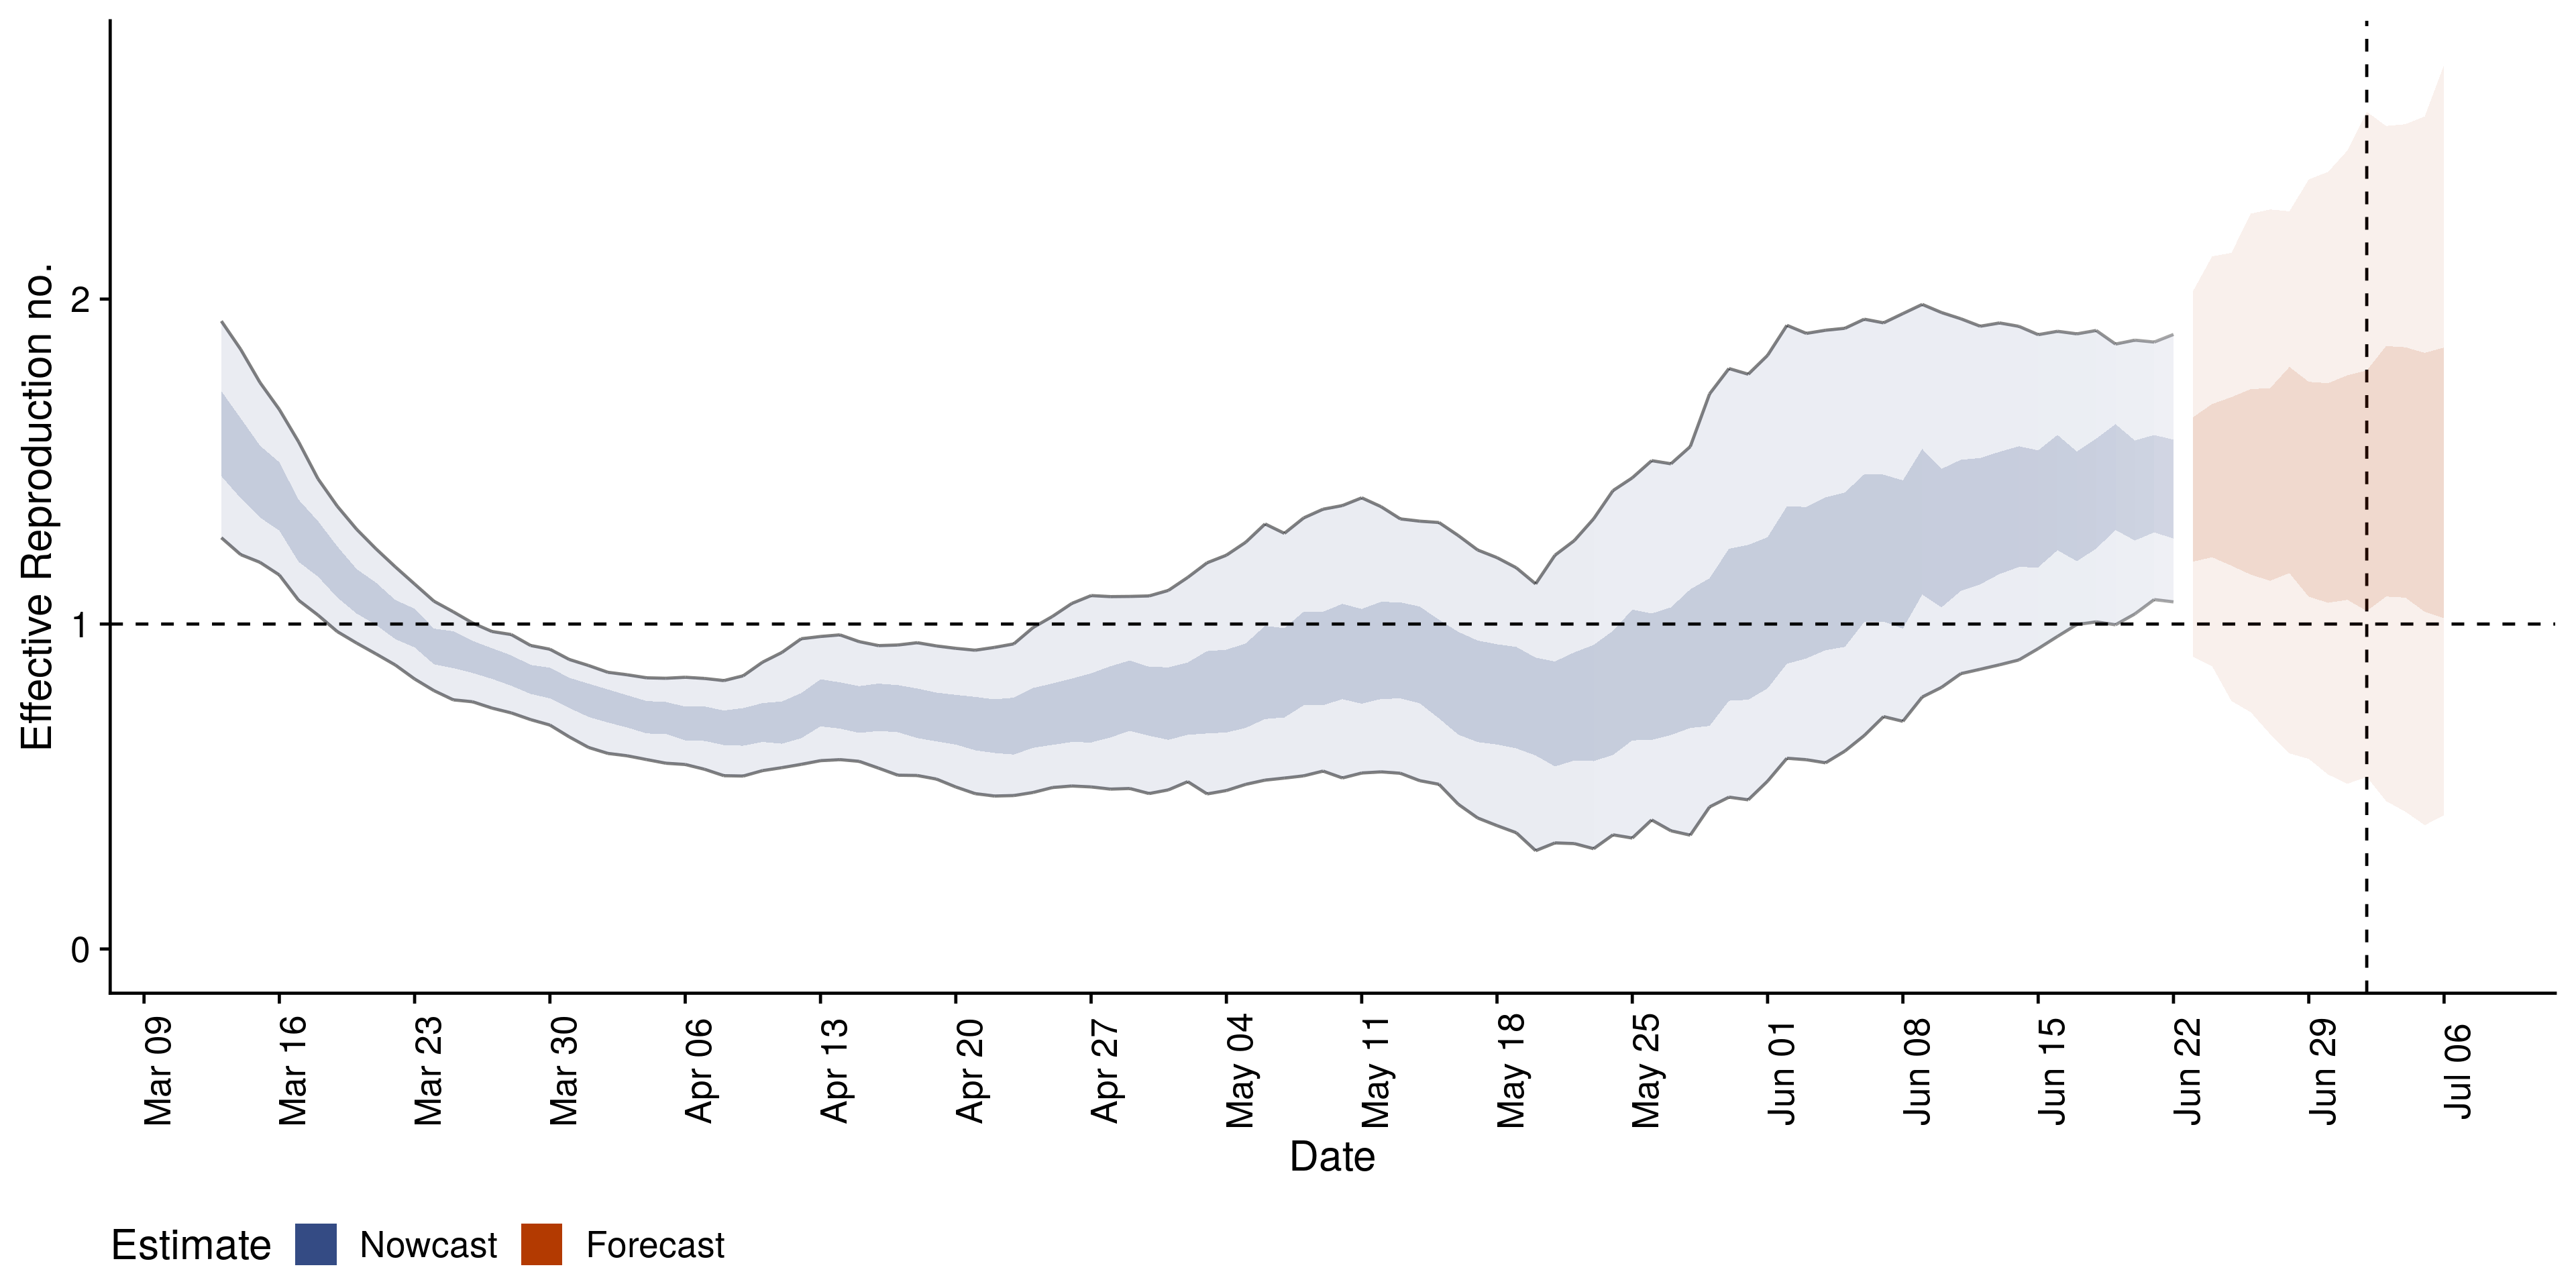 Effective Reproduction no.
2
1
0
Mar 09
Mar 16
Mar 23
Mar 30
Apr 06
Apr 13
Apr 20
Apr 27
May 04
May 11
May 18
May 25
Jun 01
Jun 08
Jun 15
Jun 22
Jun 29
Jul 06
Date
Estimate Nowcast Forecast